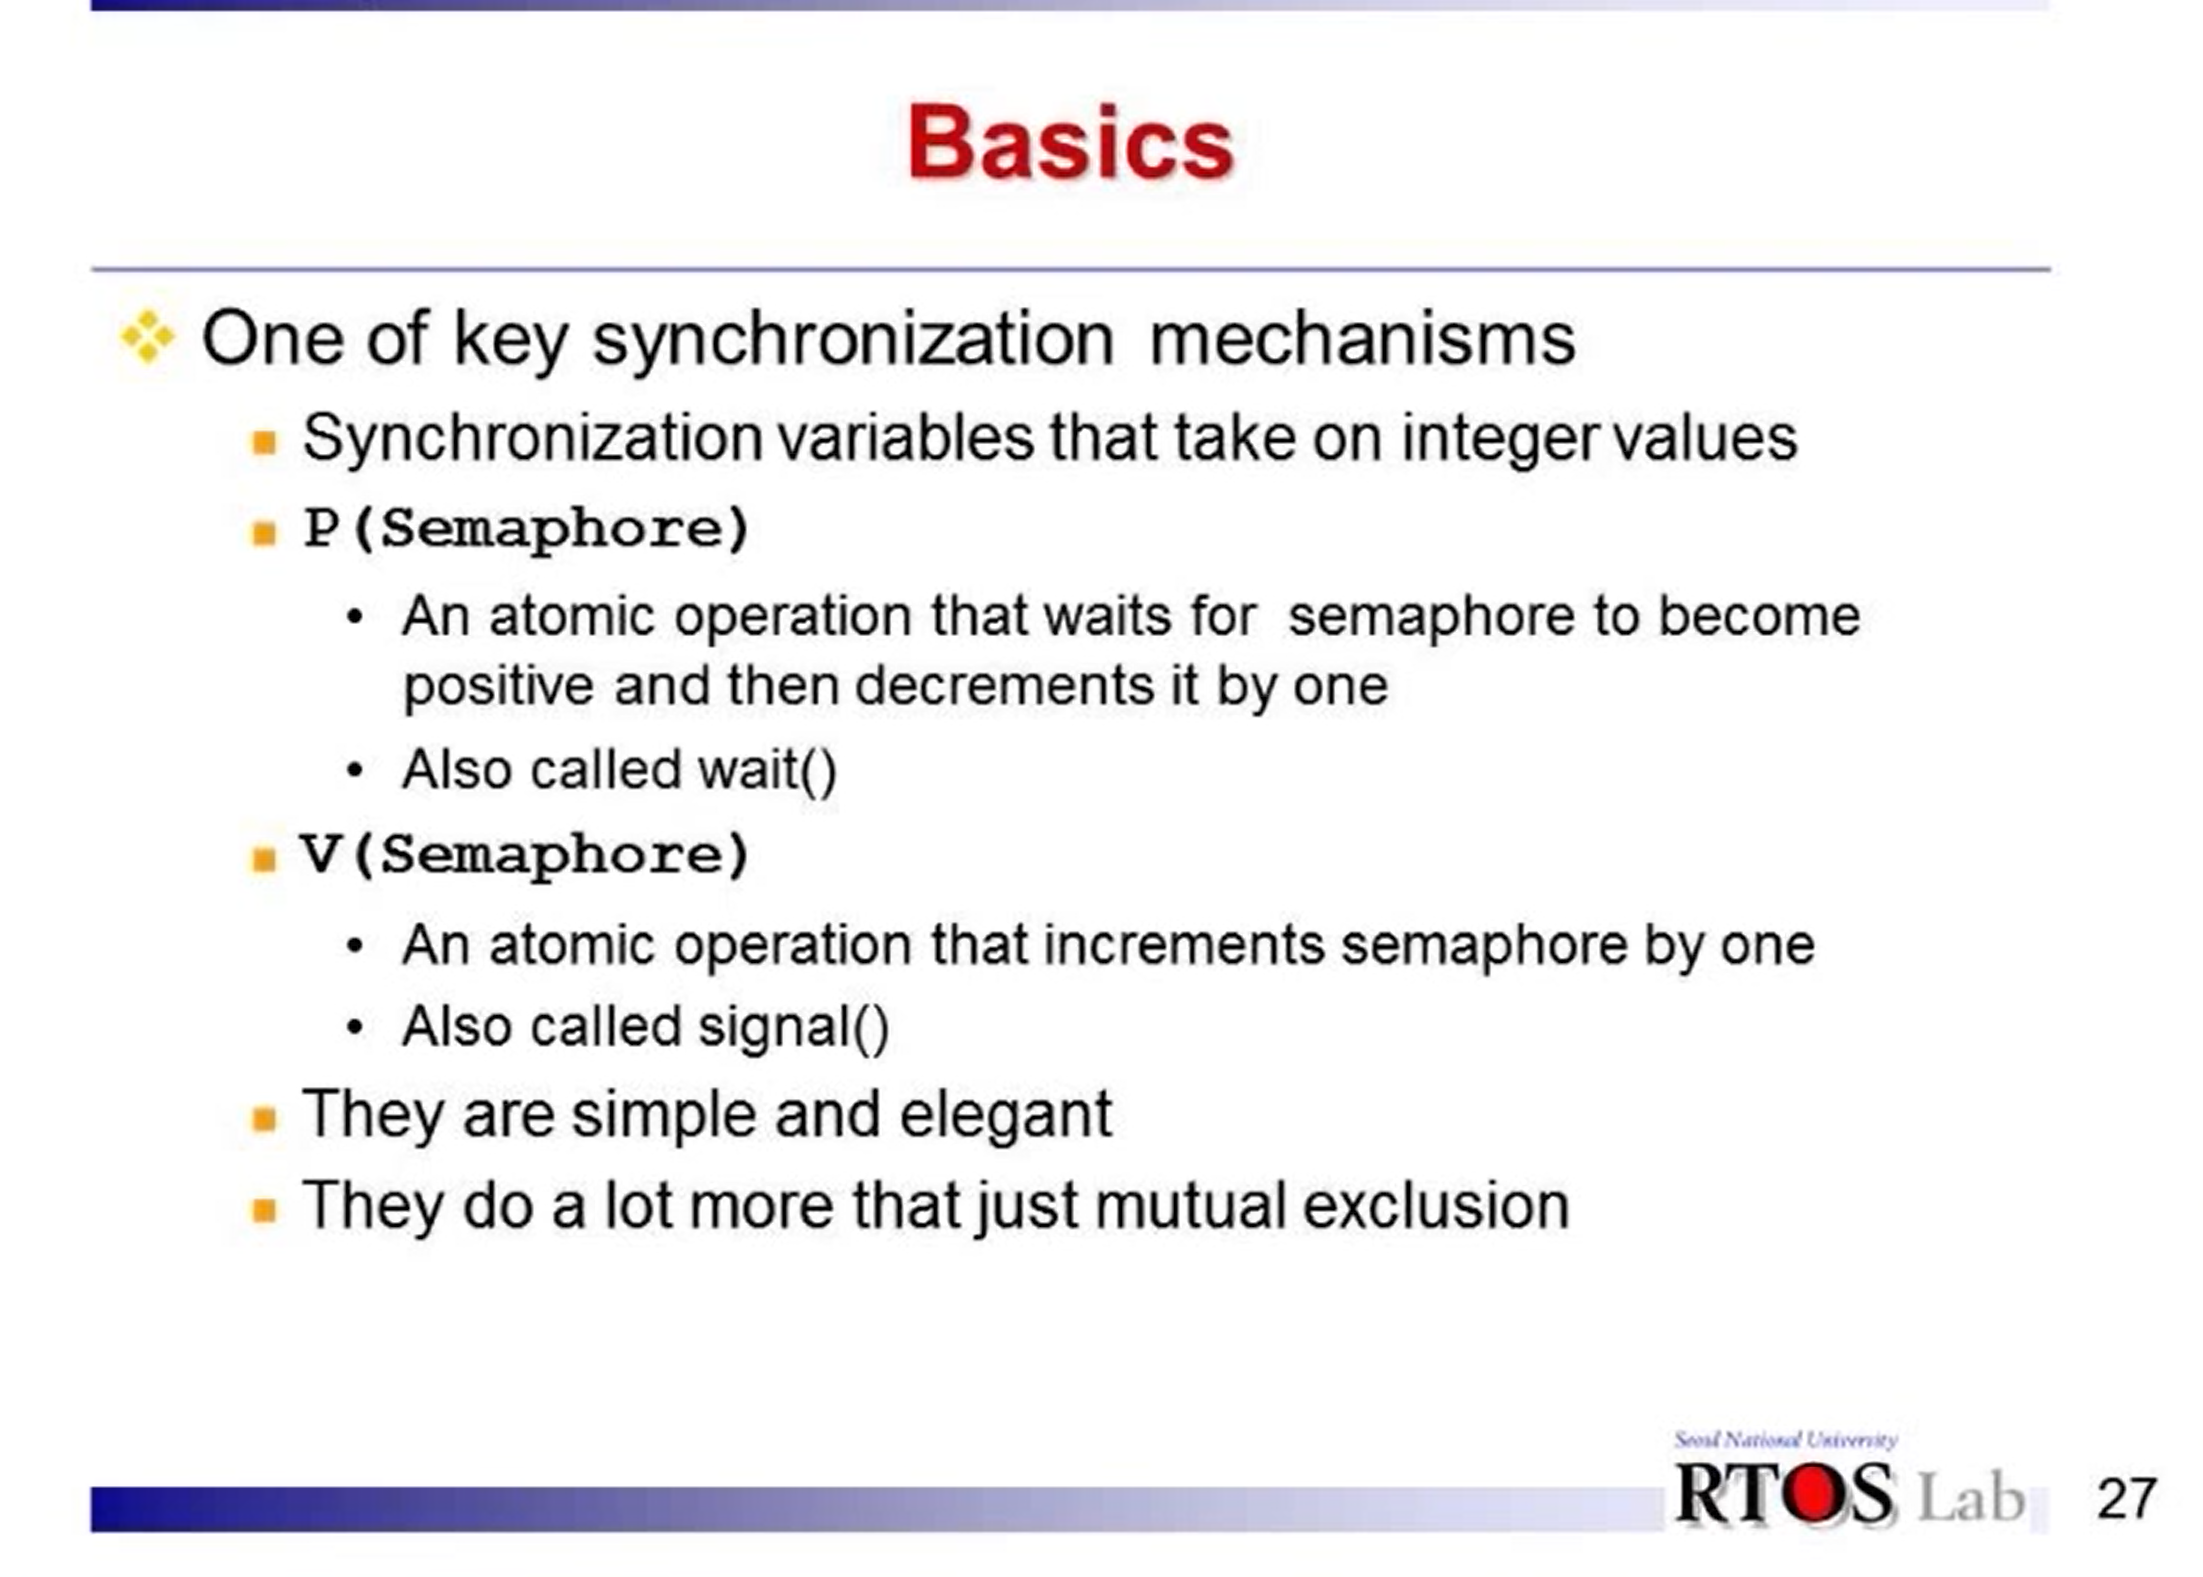 Basics
One of key synchronization mechanisms
Synchronization variables that take on integer values
P(Semaphore)
An atomic operation that waits for semaphore to become
positive and then decrements it by one
Also called wait()
V(Semaphore)
An atomic operation that increments semaphore by one
Also called signal()
They are simple and elegant
They do a lot more that just mutual exclusion
Seoul National University
RTOS Lab
27